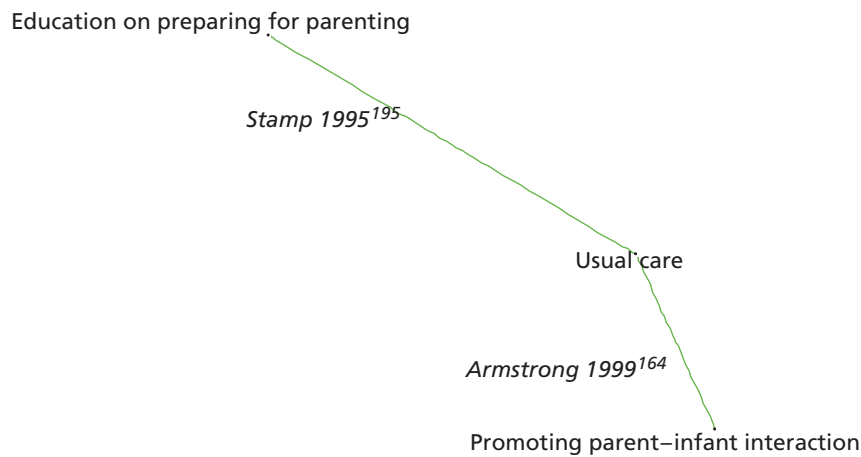 Education on preparing for parenting
Stamp 1995195
Usual care
Armstrong 1999164
Promoting parent–infant interaction